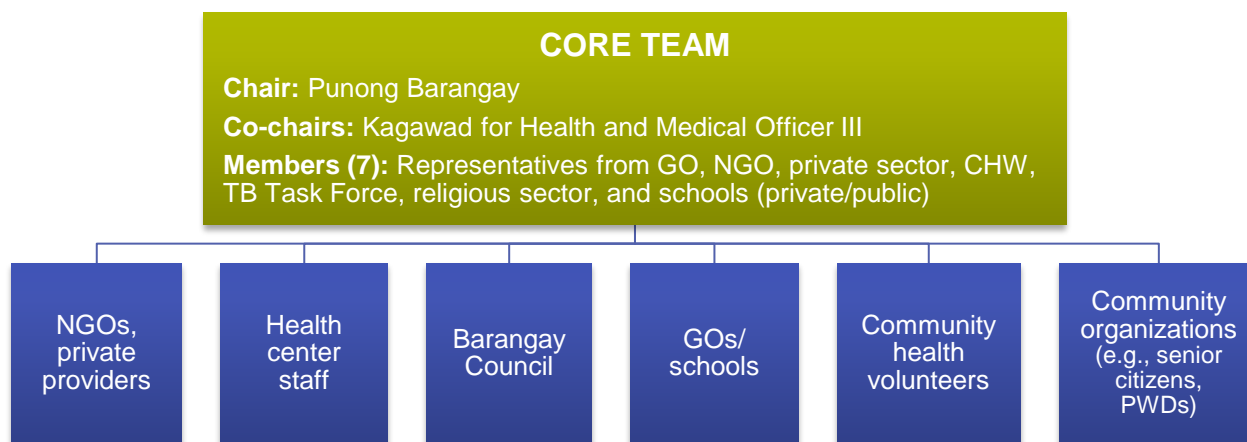 CORE TEAM
Chair: Punong Barangay
Co-chairs: Kagawad for Health and Medical Officer III
Members (7): Representatives from GO, NGO, private sector, CHW,
TB Task Force, religious sector, and schools (private/public)
NGOs,
private
providers
Health
center
staff
Barangay
Council
GOs/
schools
Community
health
volunteers
Community
organizations
(e.g., senior
citizens,
PWDs)